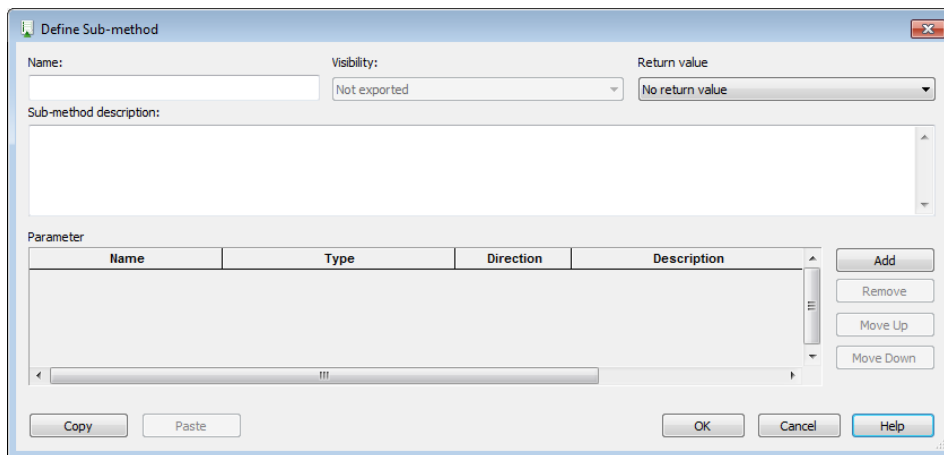 Define Sub-method
Name: Visibility: Return value
Not exported No return value
Sub-method description:
Parameter
Name Type Direction Description
Add
Remove
Move Up
Move Down
Copy Paste OK Cancel Help